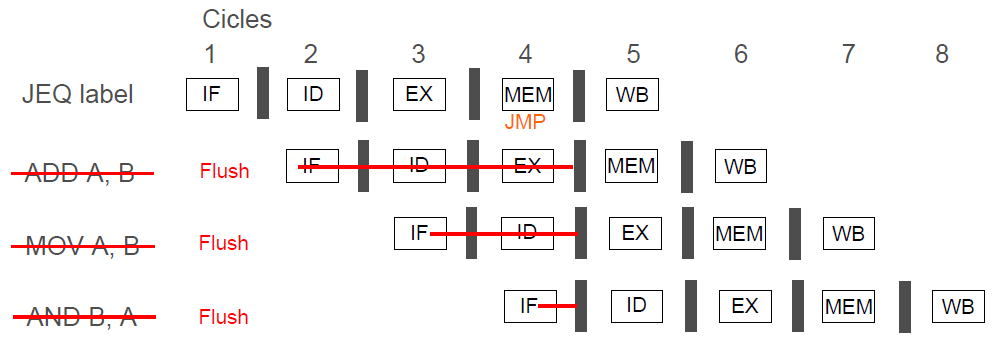 Cicles
1 2 3 4 5 6 7 8
JEQ label IF ID EX MEM WB
JMP
ADD A, B Flush IF ID EX MEM WB
MOV A, B Flush IF ID EX MEM WB
AND B, A Flush IF ID EX MEM WB